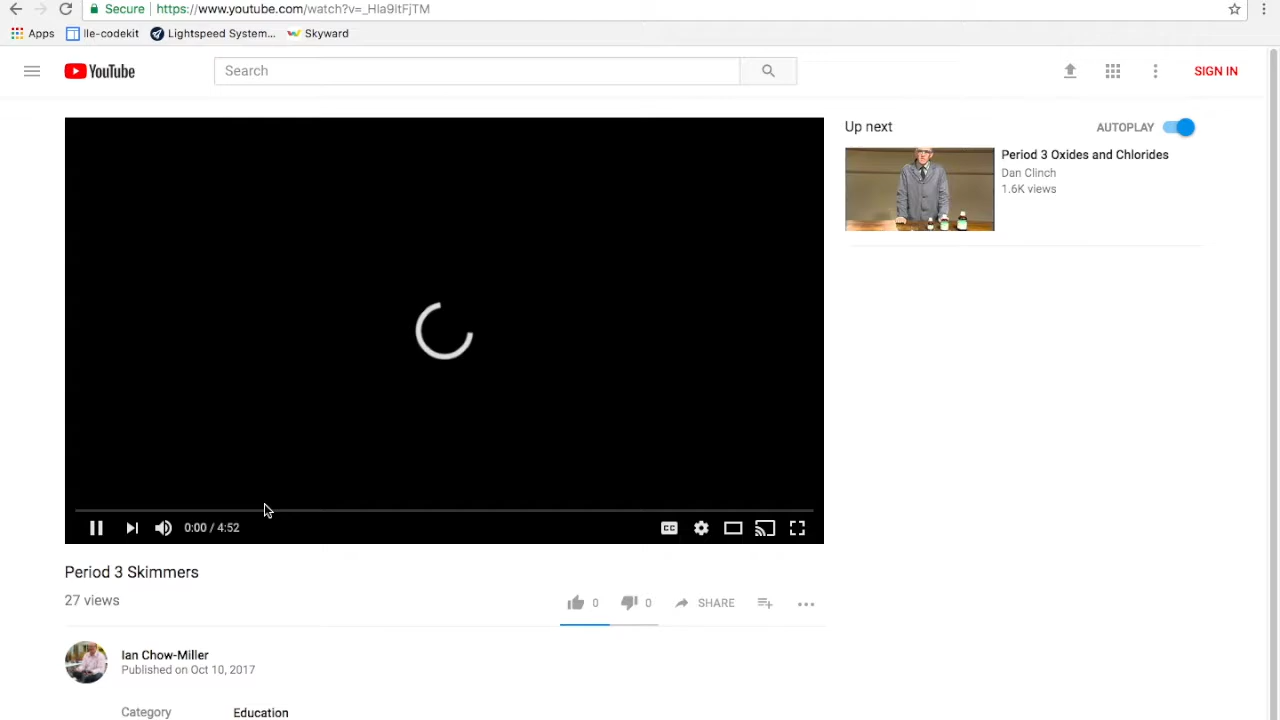 Secure https://www.youtube.com/watch?v=_Hla9ltFjTM
Apps lle-codekit Lightspeed System... Skyward
YouTube Search SIGN IN
Up next AUTOPLAY
Period 3 Oxides and Chlorides
Dan Clinch
1.6K views
0:00 / 4:52 CC
Period 3 Skimmers
27 views
0 0 SHARE
Ian Chow-Miller
Published on Oct 10, 2017
Category Education